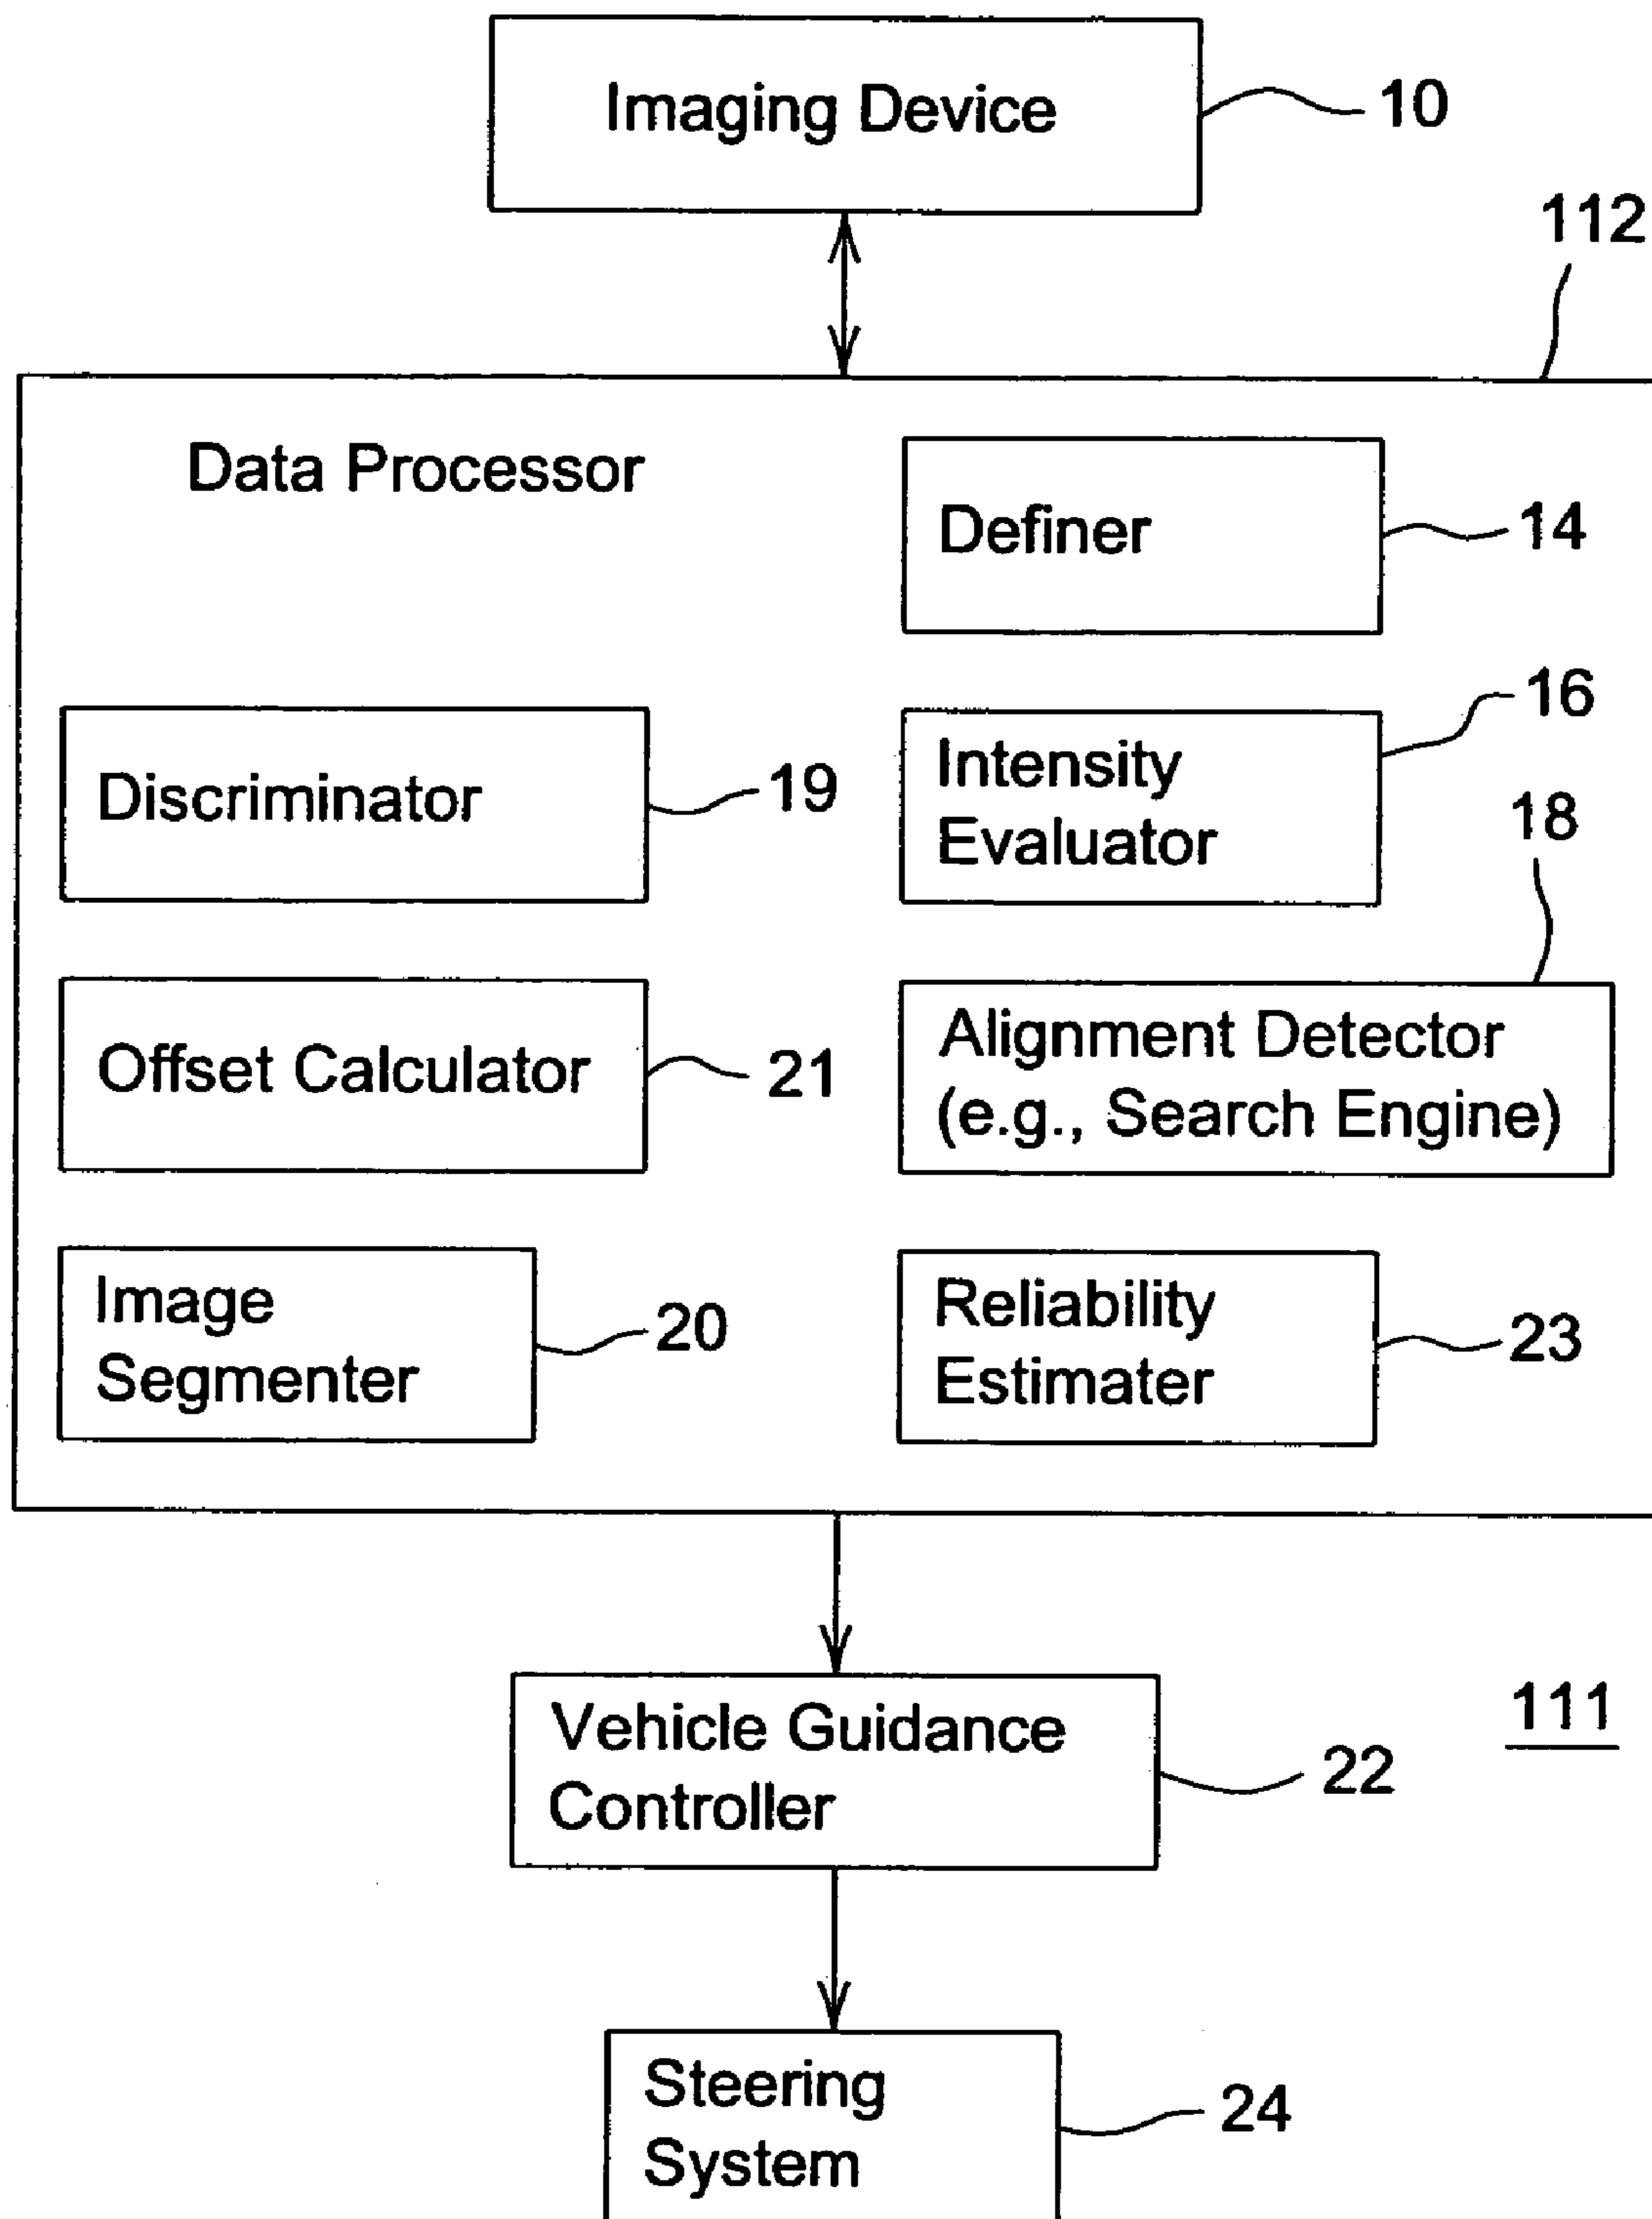 Imaging Device
10
112
Data Processor
Definer
14
Discriminator
19
Intensity
Evaluator
16
18
Offset Calculator
21
Alignment Detector
(e.g., Search Engine)
Image
Segmenter
20
Reliability
Estimater
23
Vehicle Guidance
Controller
22
111
Steering
System
24